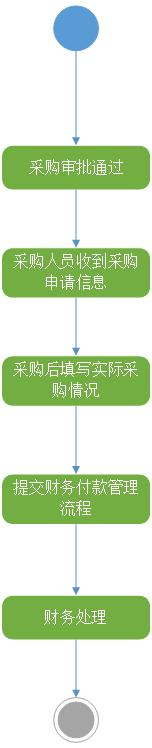 采购审批通过
采购人员收到采购
申请信息
采购后填写实际采
购情况
提交财务付款管理
流程
财务处理